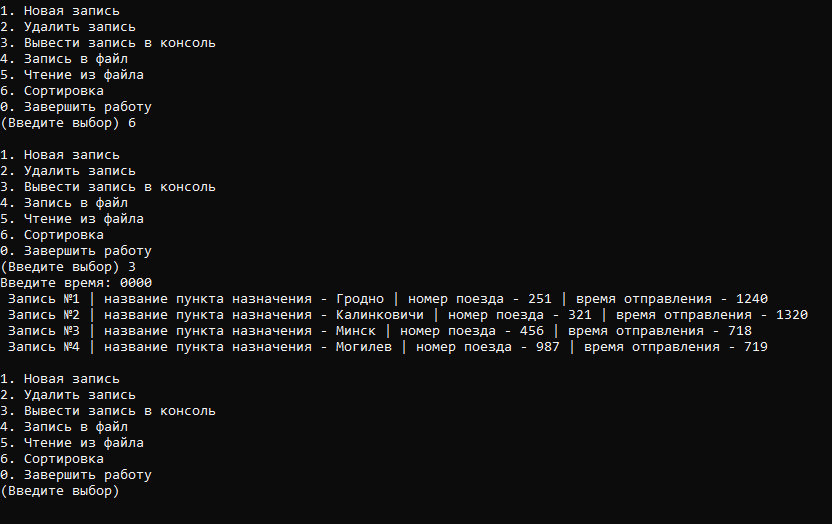 1. Новая запись
2. Удалить запись
3. Вывести запись в консоль
4. Запись в файл
5. Чтение из файла
6. Сортировка
0. Завершить работу
(Введите выбор) 6
1. Новая запись
2. Удалить запись
3. Вывести запись в консоль
4. Запись в файл
5. Чтение из файла
6. Сортировка
0. Завершить работу
(Введите выбор) 3
Введите время: 0000
Запись №1 | название пункта назначения - Гродно | номер поезда - 251 | время отправления - 1240
Запись №2 | название пункта назначения - Калинковичи | номер поезда - 321 | время отправления - 1320
Запись №3 | название пункта назначения - Минск | номер поезда - 456 | время отправления - 718
Запись №4 | название пункта назначения - Могилев | номер поезда - 987 | время отправления - 719
1. Новая запись
2. Удалить запись
3. Вывести запись в консоль
4. Запись в файл
5. Чтение из файла
6. Сортировка
0. Завершить работу
(Введите выбор)